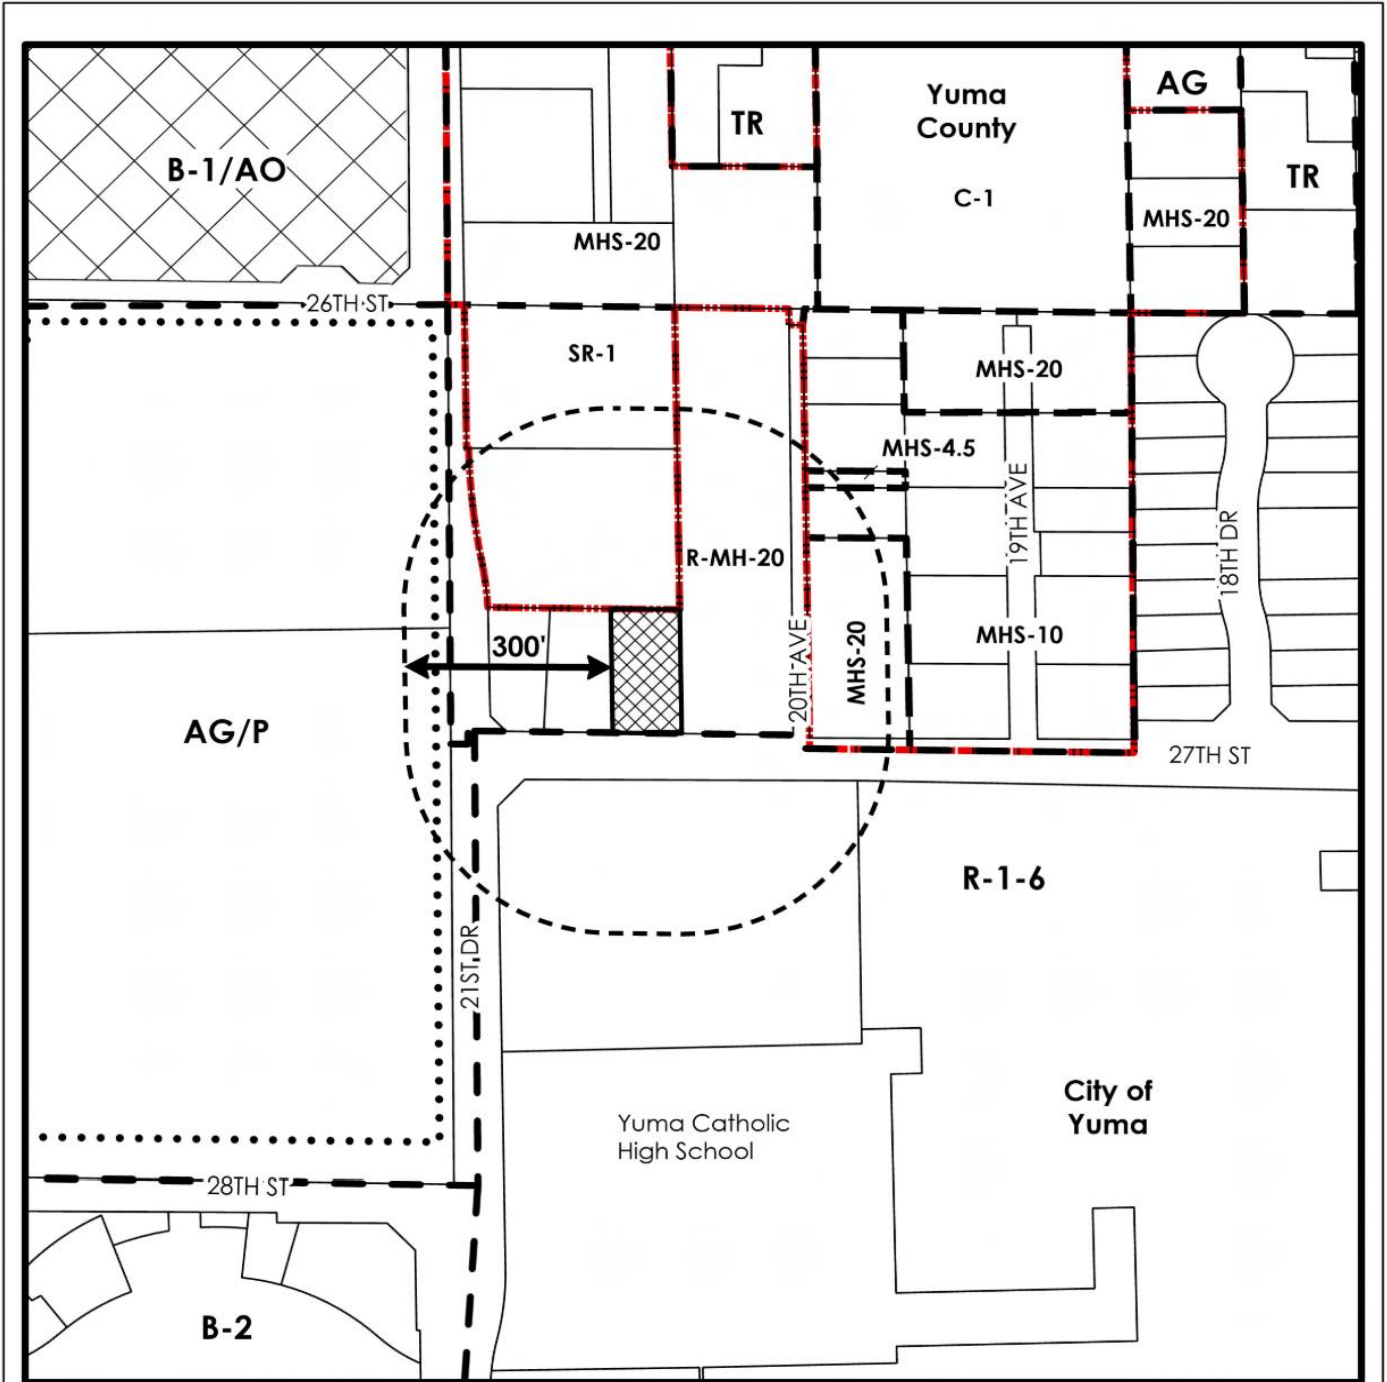 AG
Yuma
County
TR
B-1/AO
TR
C-1
MHS-20
MHS-20
26TH ST
SR-1
MHS-20
MHS-4.5
19TH AVE
18TH DR
R-MH-20
300'
MHS-20
MHS-10
20TH AVE
AG/P
27TH ST
R-1-6
21ST DR
City of
Yuma
Yuma Catholic
High School
28TH ST
B-2